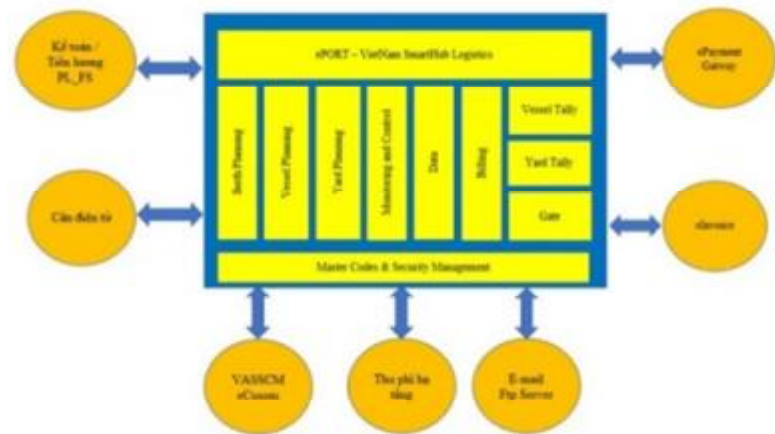 Kế toán /
Tiền lương
PL_FS
ePORT – VietNam SmartHub Logistics
ePayment
Gateway
Berth Planning
Vessel Planning
Yard Planning
Monitoring and Control
Data
Billing
Vessel Tally
Yard Tally
Gate
Cân điện tử
eInvoice
Master Codes & Security Management
VASSCM
Thu phí hạ
tầng
E-mail
Ftp Server